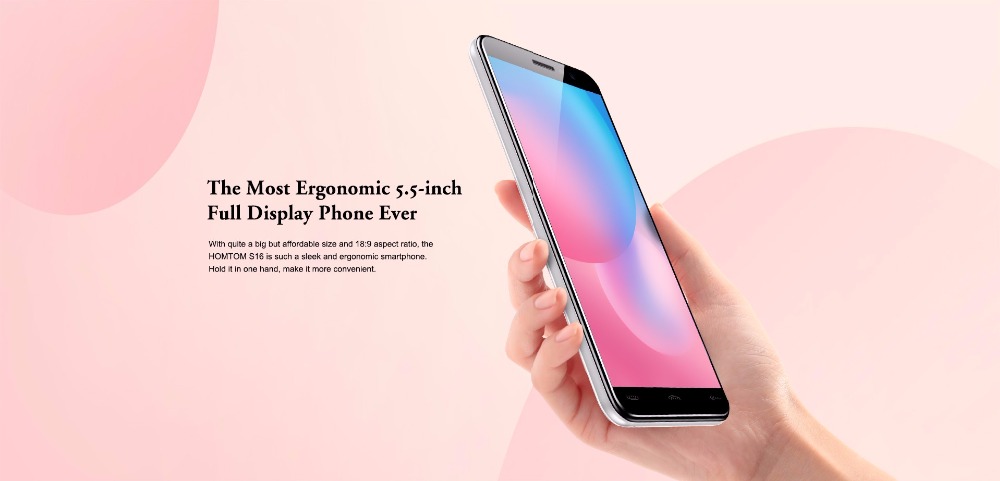 The Most Ergonomic 5.5-inch
Full Display Phone Ever
With quite a big but affordable size and 18:9 aspect ratio, the
HOMTOM S16 is such a sleek and ergonomic smartphone.
Hold it in one hand, make it more convenient.